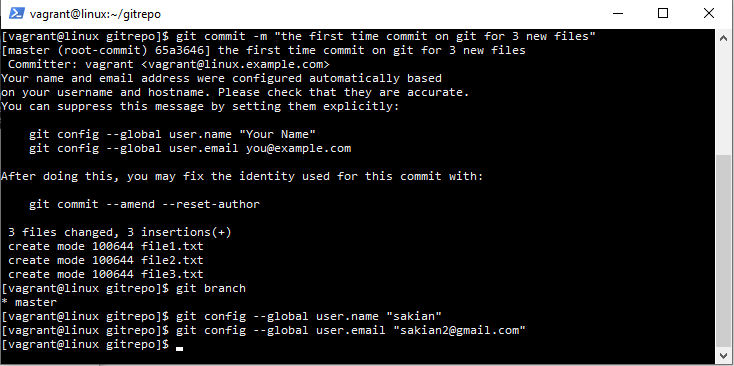 vagrant@linux:~/gitrepo
[vagrant@linux gitrepo]$ git commit -m "the first time commit on git for 3 new files"
[master (root-commit) 65a3646] the first time commit on git for 3 new files
 Committer: vagrant <vagrant@linux.example.com>
Your name and email address were configured automatically based
on your username and hostname. Please check that they are accurate.
You can suppress this message by setting them explicitly:

    git config --global user.name "Your Name"
    git config --global user.email you@example.com

After doing this, you may fix the identity used for this commit with:

    git commit --amend --reset-author

 3 files changed, 3 insertions(+)
 create mode 100644 file1.txt
 create mode 100644 file2.txt
 create mode 100644 file3.txt
[vagrant@linux gitrepo]$ git branch
* master
[vagrant@linux gitrepo]$ git config --global user.name "sakian"
[vagrant@linux gitrepo]$ git config --global user.email "sakian2@gmail.com"
[vagrant@linux gitrepo]$